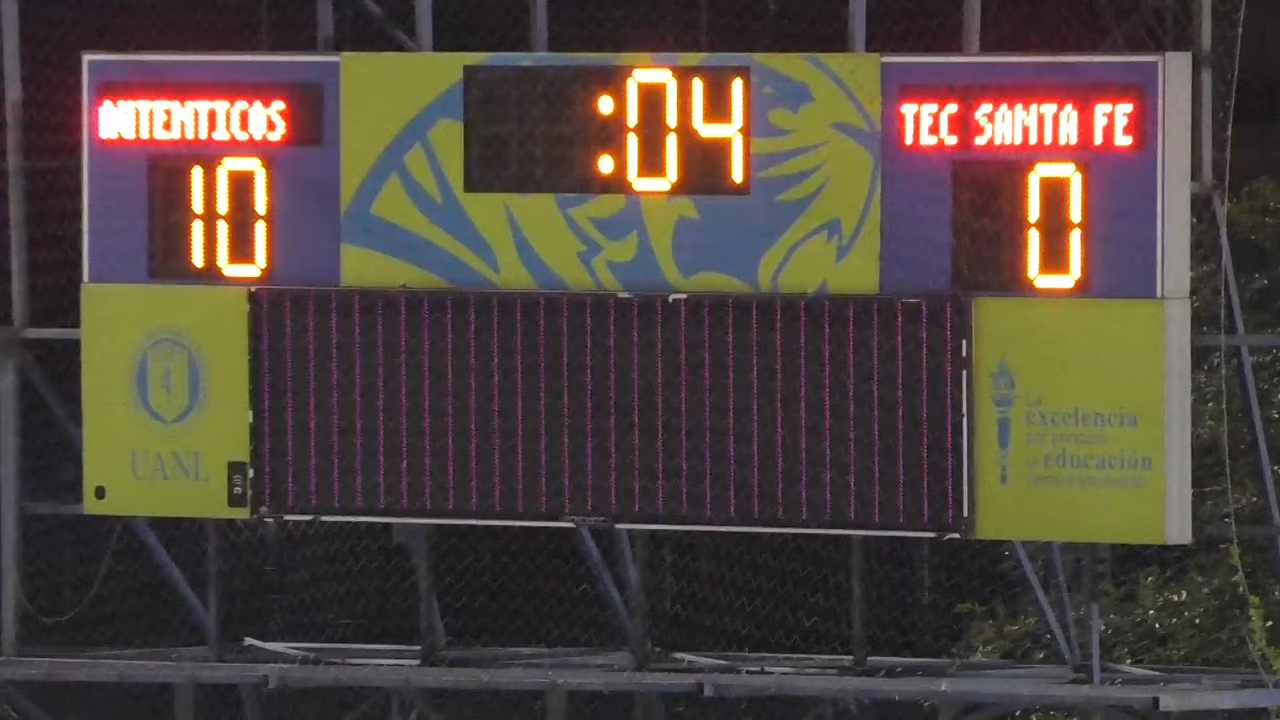 AUTENTICOS
:04
TEC SANTA FE
10
0
UANL
La
excelencia
educación